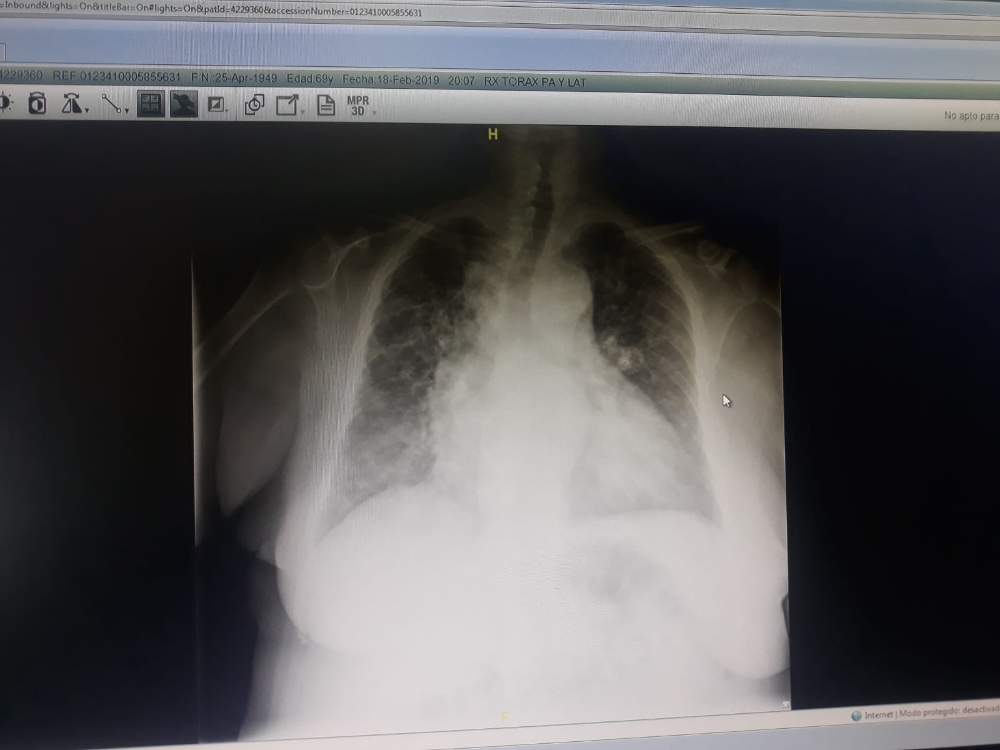 =Inbound&lights=On&titleBar=On#lights=On&patId=4229360&accessionNumber=0123410005855631
4229360 REF.0123410005855631 F.N.:25-Apr-1949 Edad:69y Fecha:18-Feb-2019 20:07 RX TORAX PA Y LAT
MPR
3D
No apto para
H
F
Internet | Modo protegido: desactivad